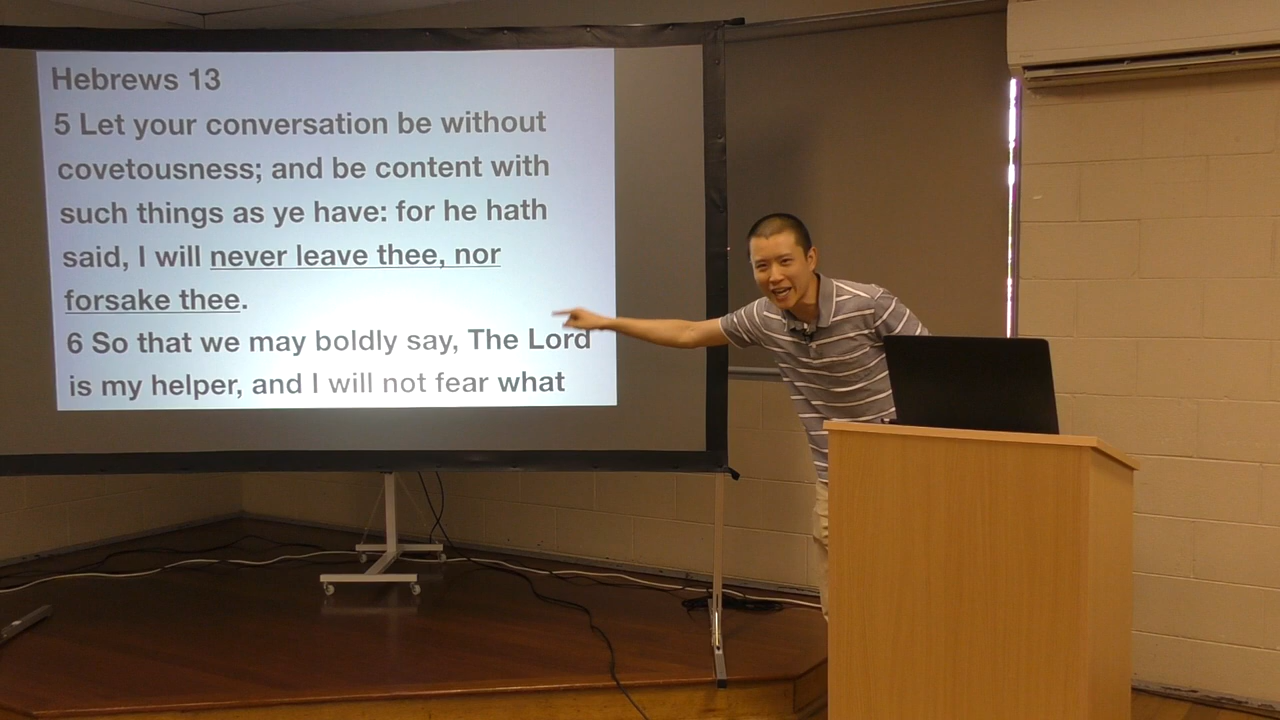 Hebrews 13
5 Let your conversation be without
covetousness; and be content with
such things as ye have: for he hath
said, I will never leave thee, nor
forsake thee.
6 So that we may boldly say, The Lord
is my helper, and I will not fear what